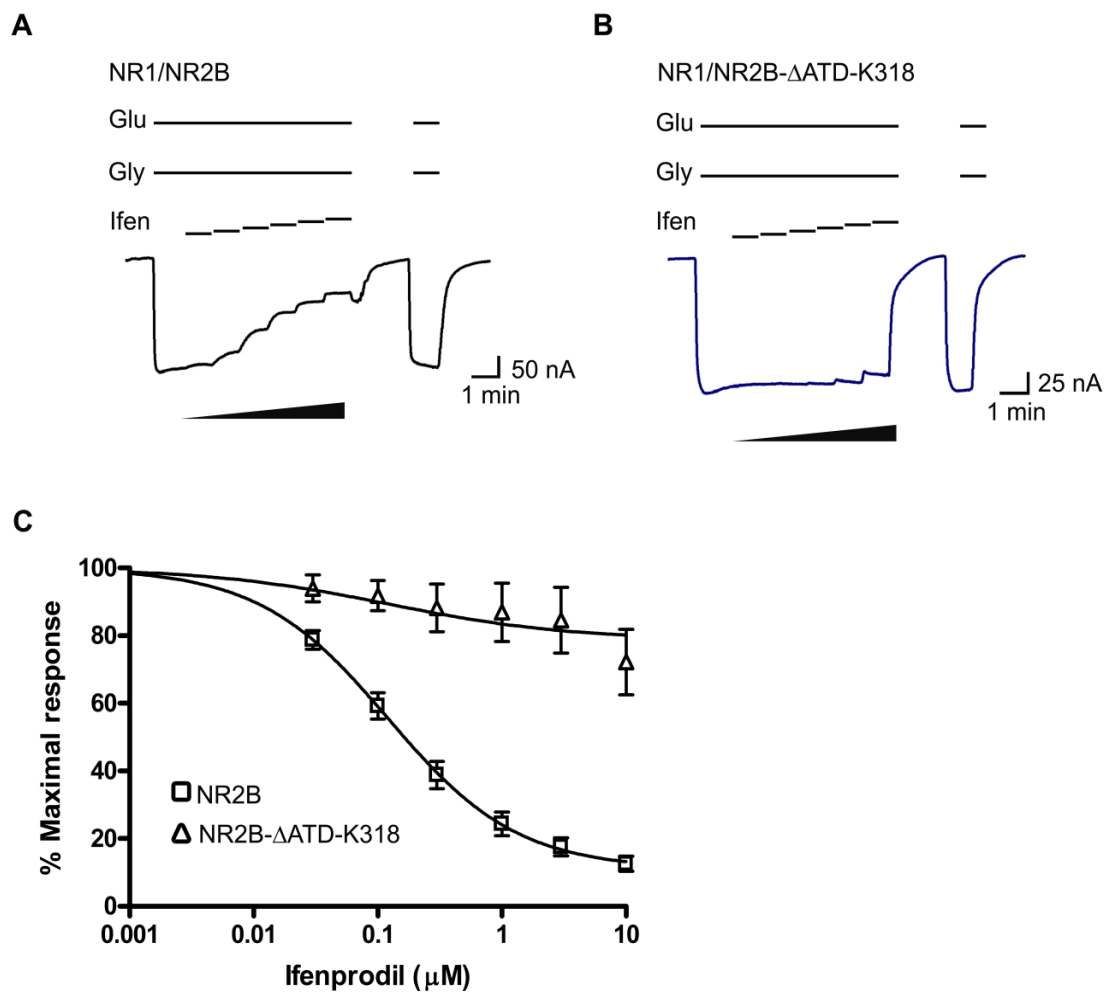 A
NR1/NR2B
Glu
Gly
Ifen
50 nA
1 min
B
NR1/NR2B-ΔATD-K318
Glu
Gly
Ifen
25 nA
1 min
C
% Maximal response
100
80
60
40
20
0
NR2B
NR2B-ΔATD-K318
0.001 0.01 0.1 1 10
Ifenprodil (μM)